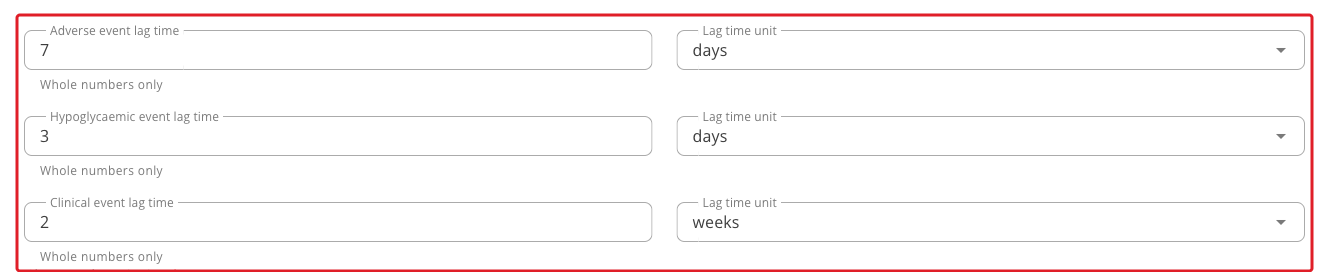 Adverse event lag time Lag time unit
7 days
Whole numbers only
Hypoglycaemic event lag time Lag time unit
3 days
Whole numbers only
Clinical event lag time Lag time unit
2 weeks
Whole numbers only